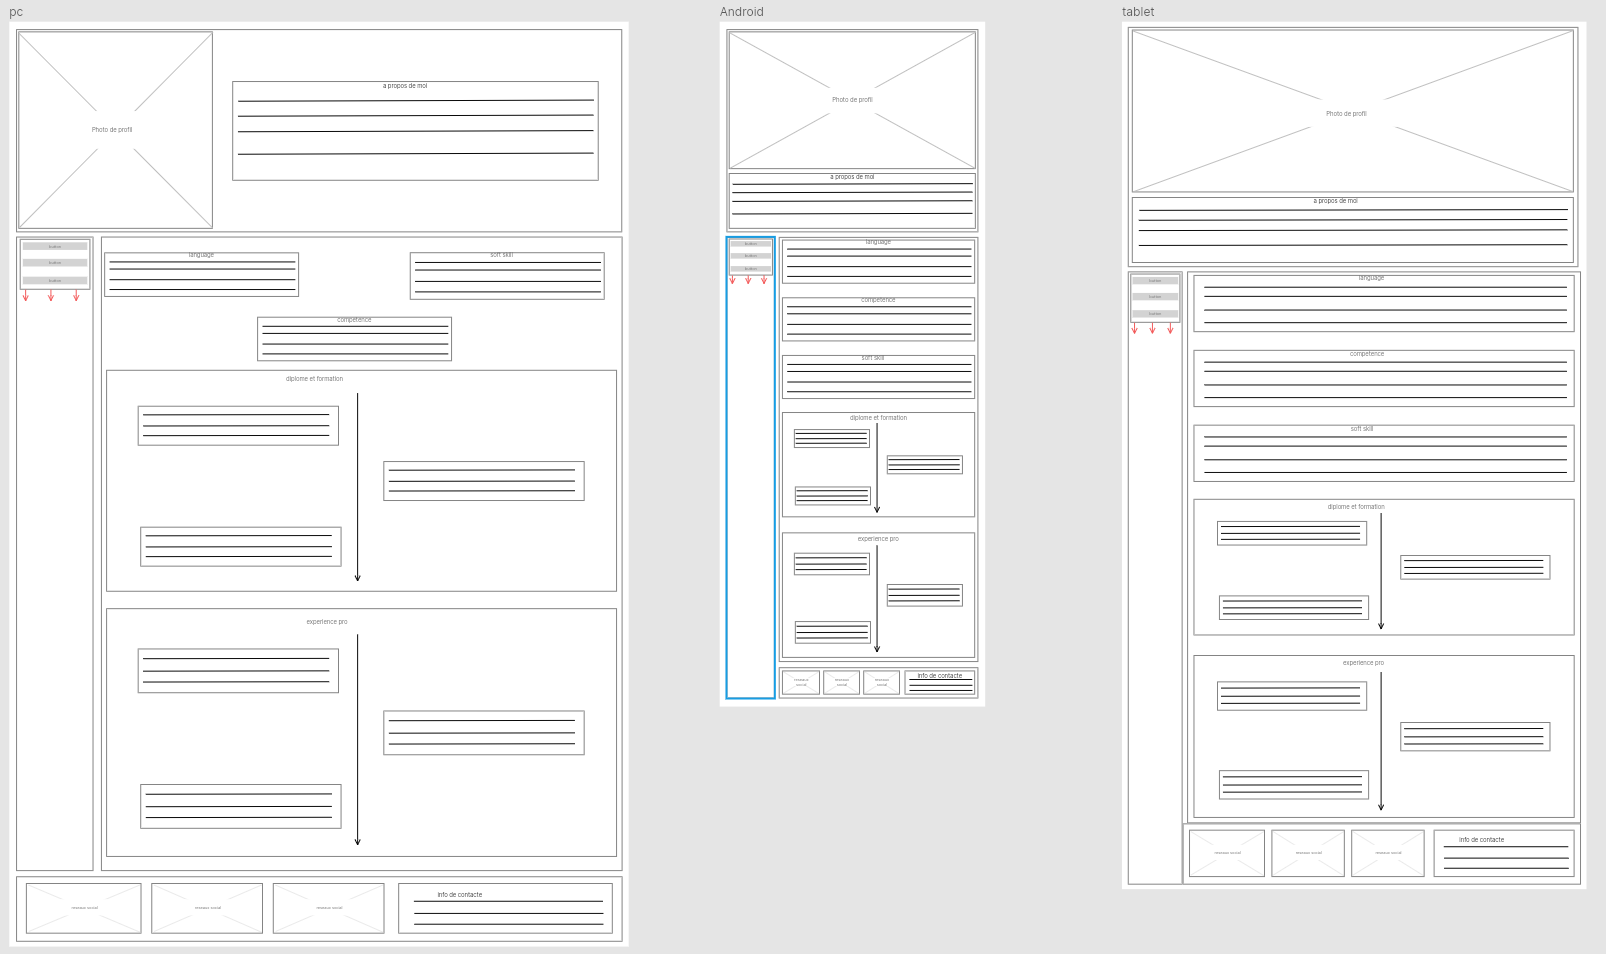 pc
Photo de profil
a propos de moi
button
button
button
language
soft skill
competence
diplome et formation
experience pro
reseaux social
reseaux social
reseaux social
info de contacte
Android
Photo de profil
a propos de moi
button
button
button
language
competence
soft skill
diplome et formation
experience pro
reseaux
social
reseaux
social
reseaux
social
info de contacte
tablet
Photo de profil
a propos de moi
button
button
button
language
competence
soft skill
diplome et formation
experience pro
reseaux social
reseaux social
reseaux social
info de contacte